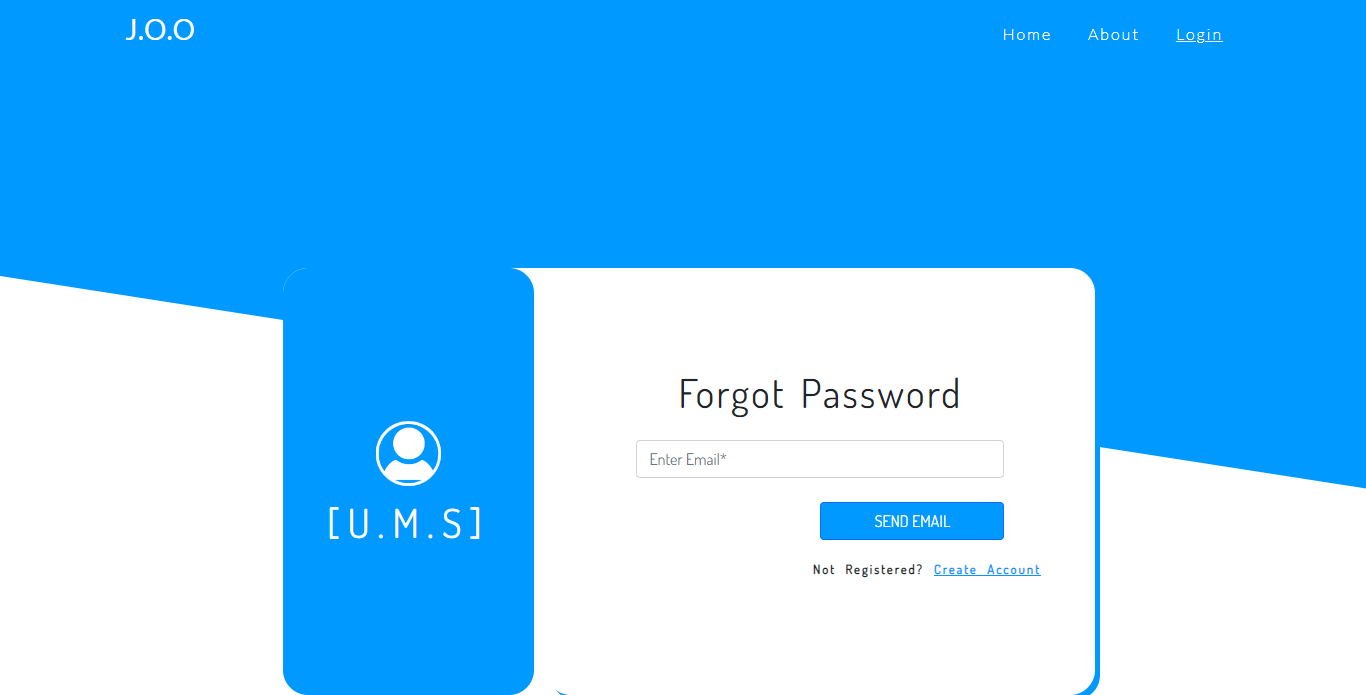 J.O.O
Home About Login
Forgot Password
Enter Email*
[U.M.S]
SEND EMAIL
Not Registered? Create Account